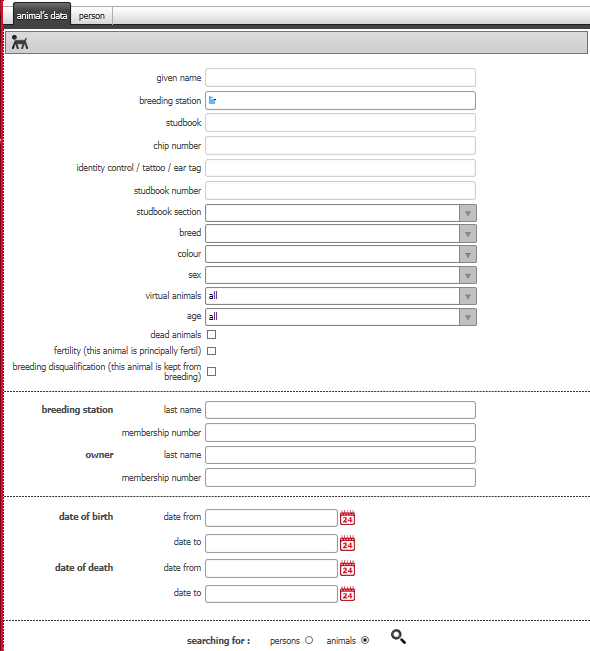 animal's data person
given name
breeding station lir
studbook
chip number
identity control / tattoo / ear tag
studbook number
studbook section
breed
colour
sex
virtual animals all
age all
dead animals
fertility (this animal is principally fertil)
breeding disqualification (this animal is kept from
breeding)
breeding station last name
membership number
owner last name
membership number
date of birth date from 24
date to 24
date of death date from 24
date to 24
searching for : persons animals